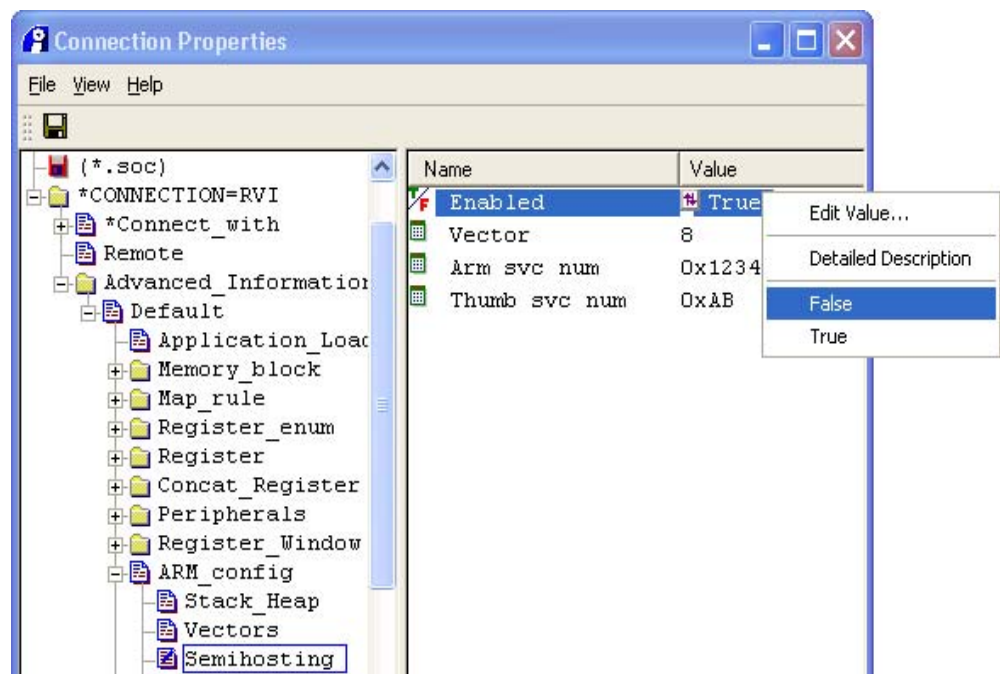 Connection Properties
File View Help
(*.soc)
*CONNECTION=RVI
*Connect_with
Remote
Advanced_Information
Default
Application_Load
Memory_block
Map_rule
Register_enum
Register
Concat_Register
Peripherals
Register_Window
ARM_config
Stack_Heap
Vectors
Semihosting
Name Value
T/F Enabled True
Vector 8
Arm svc num 0x1234
Thumb svc num 0xAB
Edit Value...
Detailed Description
False
True